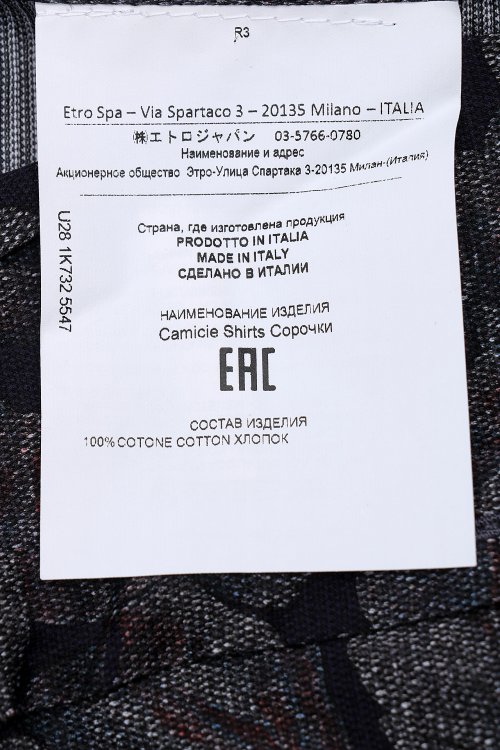 R3
Etro Spa – Via Spartaco 3 – 20135 Milano – ITALIA
㈱エトロジャパン 03-5766-0780
Наименование и адрес
Акционерное общество Этро-Улица Спартака 3-20135 Милан-(Италия)
U28 1K732 5547
Страна, где изготовлена продукция
PRODOTTO IN ITALIA
MADE IN ITALY
СДЕЛАНО В ИТАЛИИ
НАИМЕНОВАНИЕ ИЗДЕЛИЯ
Camicie Shirts Сорочки
EAC
СОСТАВ ИЗДЕЛИЯ
100% COTONE COTTON ХЛОПОК